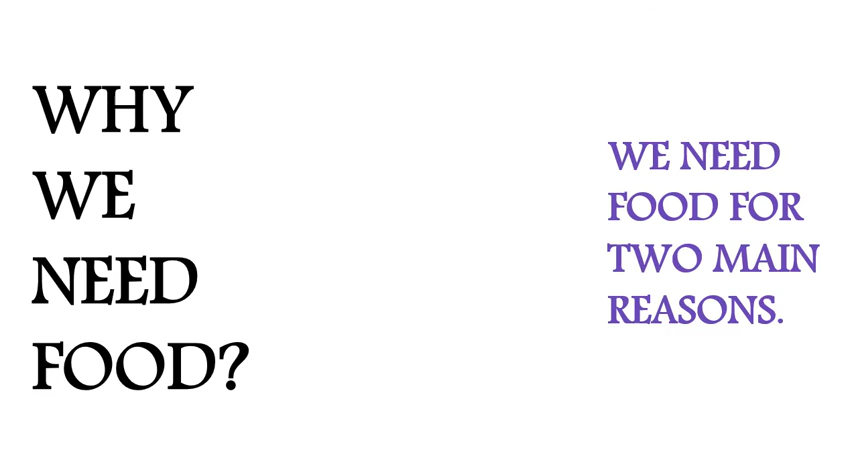 WHY
WE
NEED
FOOD?
WE NEED
FOOD FOR
TWO MAIN
REASONS.